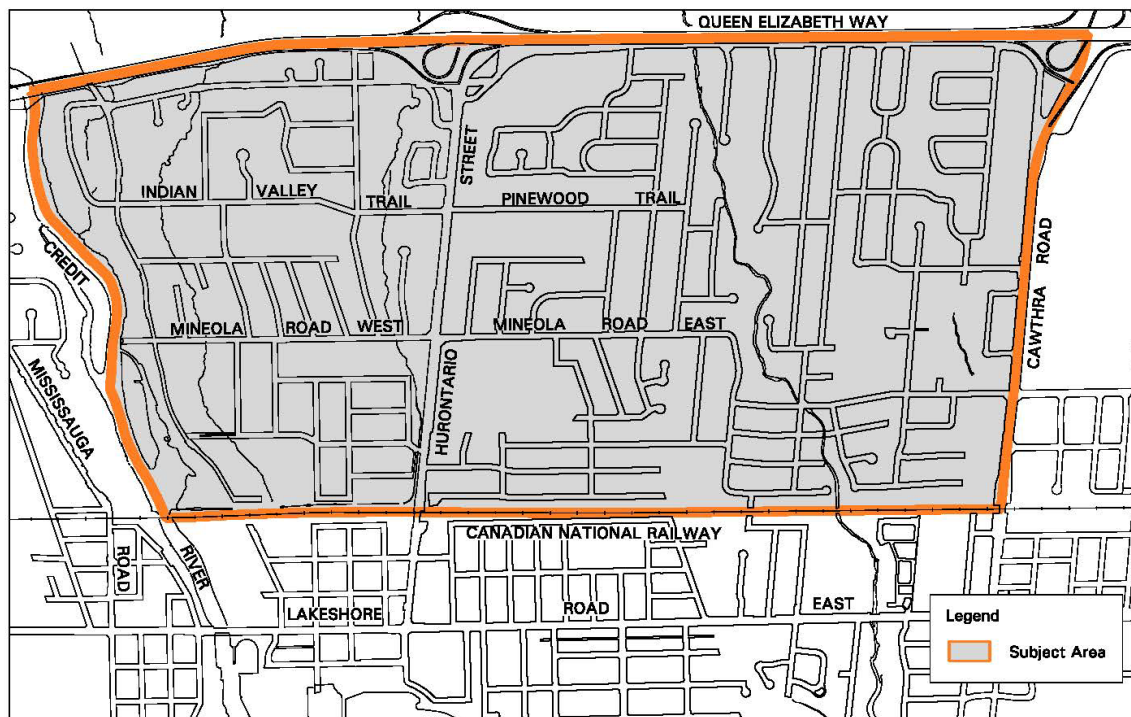 QUEEN ELIZABETH WAY
STREET
INDIAN VALLEY TRAIL
PINEWOOD TRAIL
CREDIT
CAWTHRA ROAD
MINEOLA ROAD WEST
MINEOLA ROAD EAST
MISSISSAUGA
HURONTARIO
CANADIAN NATIONAL RAILWAY
ROAD
RIVER
LAKESHORE ROAD EAST
Legend
Subject Area